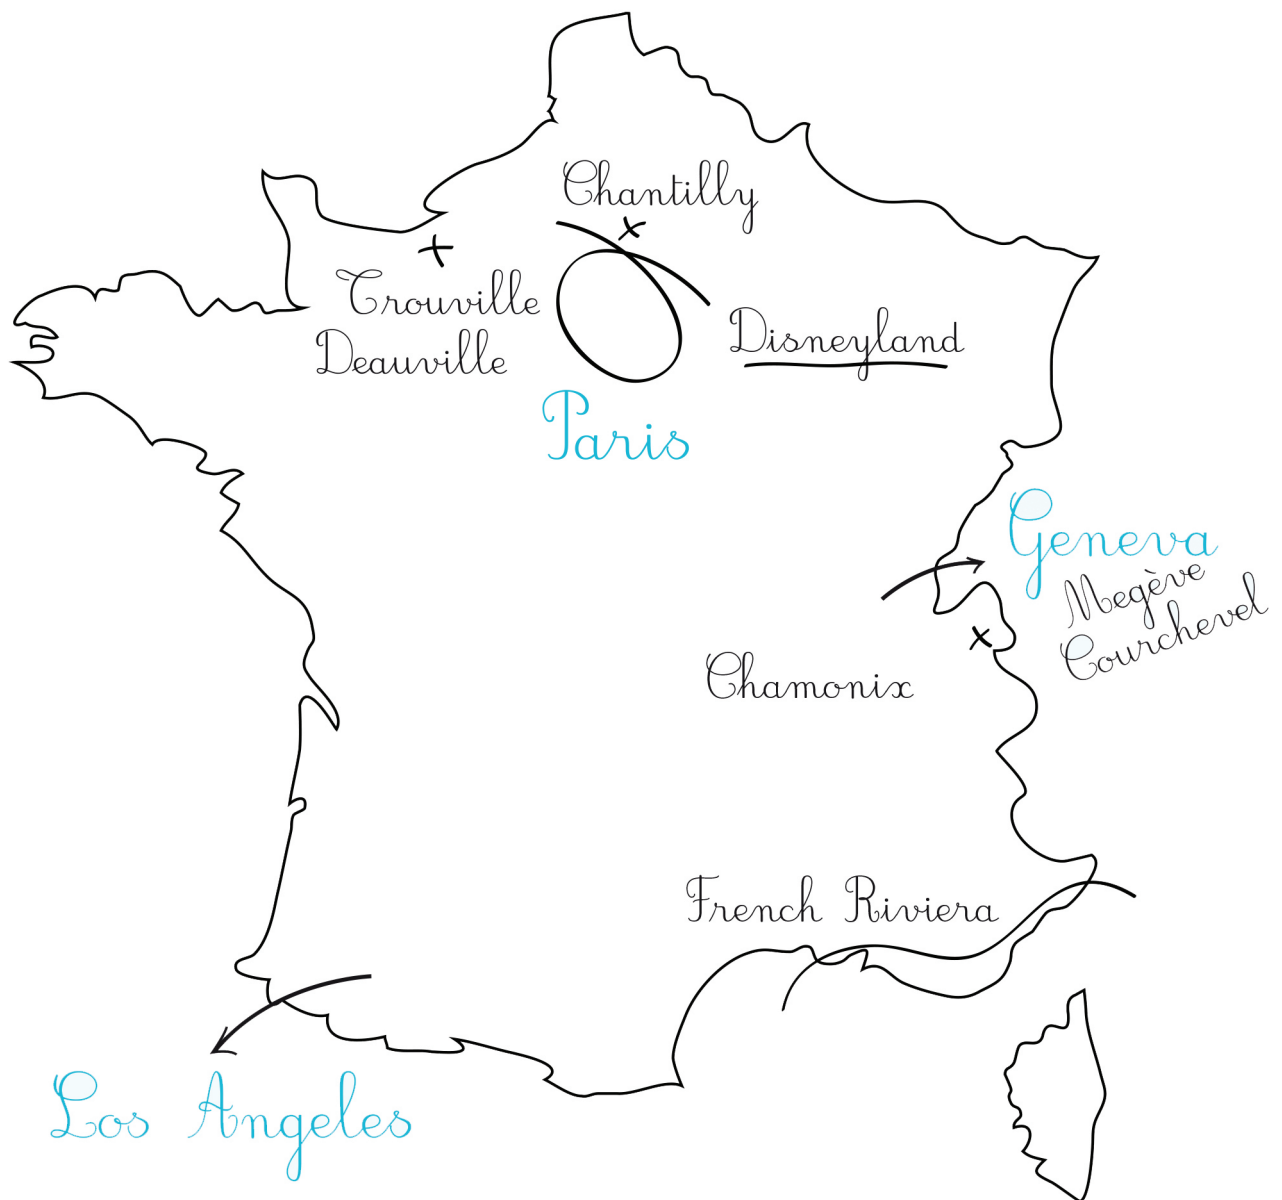 Chantilly
Trouville
Deauville
Disneyland
Paris
Geneva
Megève
Courchevel
Chamonix
French Riviera
Los Angeles